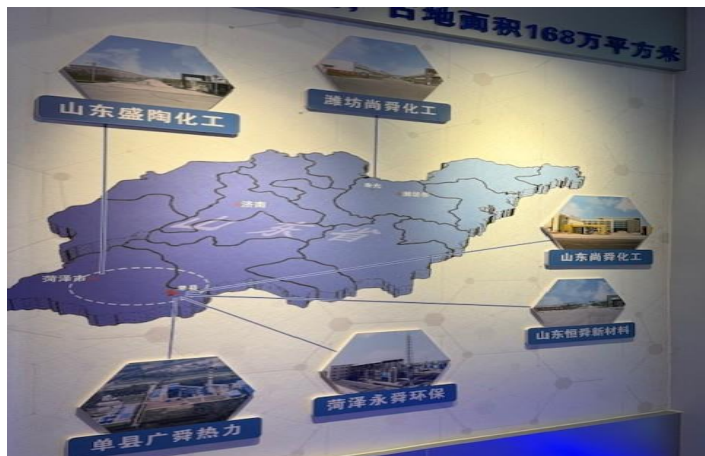 占地面积168万平方米
山东盛陶化工
潍坊尚舜化工
济南
山东省
菏泽市
单县
山东尚舜化工
山东恒舜新材料
菏泽永舜环保
单县广舜热力